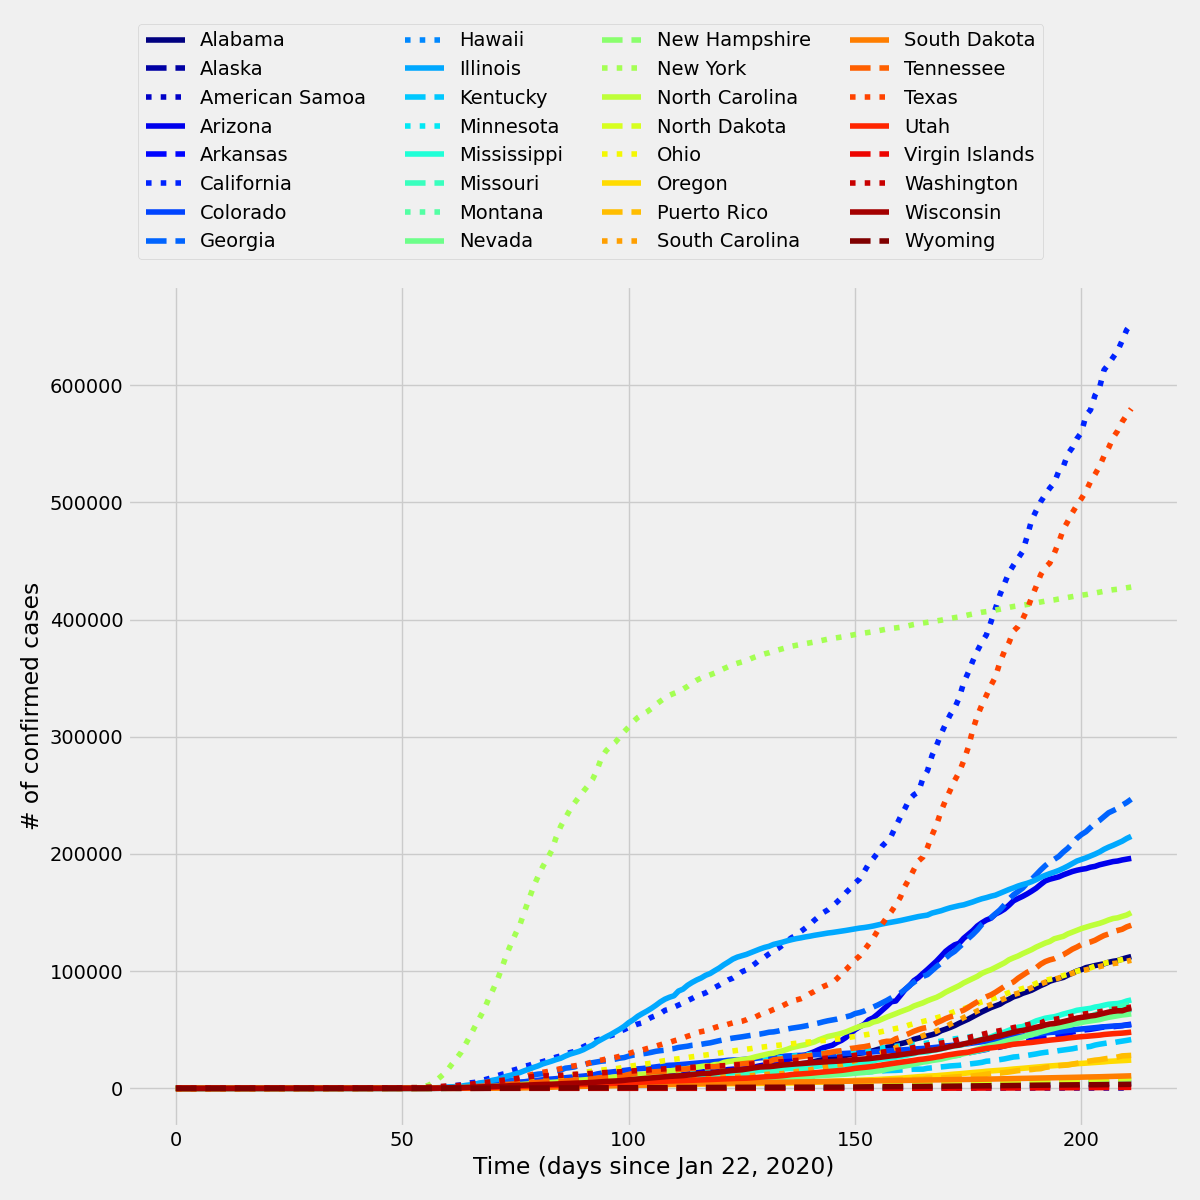 Alabama
Alaska
American Samoa
Arizona
Arkansas
California
Colorado
Georgia
Hawaii
Illinois
Kentucky
Minnesota
Mississippi
Missouri
Montana
Nevada
New Hampshire
New York
North Carolina
North Dakota
Ohio
Oregon
Puerto Rico
South Carolina
South Dakota
Tennessee
Texas
Utah
Virgin Islands
Washington
Wisconsin
Wyoming
# of confirmed cases
600000
500000
400000
300000
200000
100000
0
0 50 100 150 200
Time (days since Jan 22, 2020)